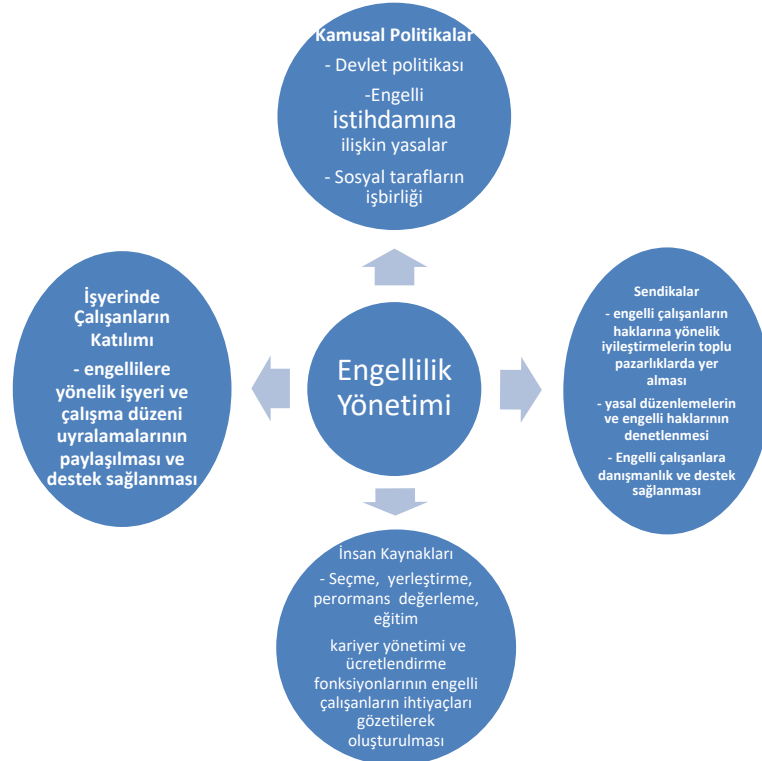 Kamusal Politikalar
- Devlet politikası
-Engelli
istihdamına
ilişkin yasalar
- Sosyal tarafların
işbirliği
İşyerinde
Çalışanların
Katılımı
- engellilere
yönelik işyeri ve
çalışma düzeni
uyralamalarının
paylaşılması ve
destek sağlanması
Engellilik
Yönetimi
Sendikalar
- engelli çalışanların
haklarına yönelik
iyileştirmelerin toplu
pazarlıklarda yer
alması
- yasal düzenlemelerin
ve engelli haklarının
denetlenmesi
- Engelli çalışanlara
danışmanlık ve destek
sağlanması
İnsan Kaynakları
- Seçme, yerleştirme,
perormans değerleme,
eğitim
kariyer yönetimi ve
ücretlendirme
fonksiyonlarının engelli
çalışanların ihtiyaçları
gözetilerek
oluşturulması